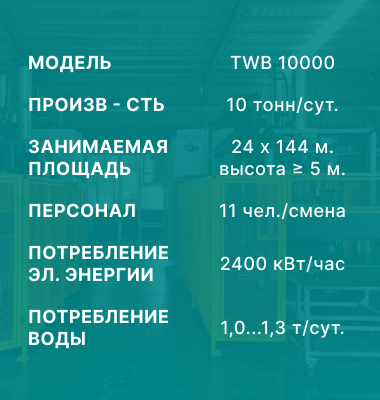 МОДЕЛЬ TWB 10000
ПРОИЗВ - СТЬ 10 тонн/сут.
ЗАНИМАЕМАЯ 24 x 144 м.
ПЛОЩАДЬ высота ≥ 5 м.
ПЕРСОНАЛ 11 чел./смена
ПОТРЕБЛЕНИЕ
ЭЛ. ЭНЕРГИИ 2400 кВт/час
ПОТРЕБЛЕНИЕ
ВОДЫ 1,0...1,3 т/сут.